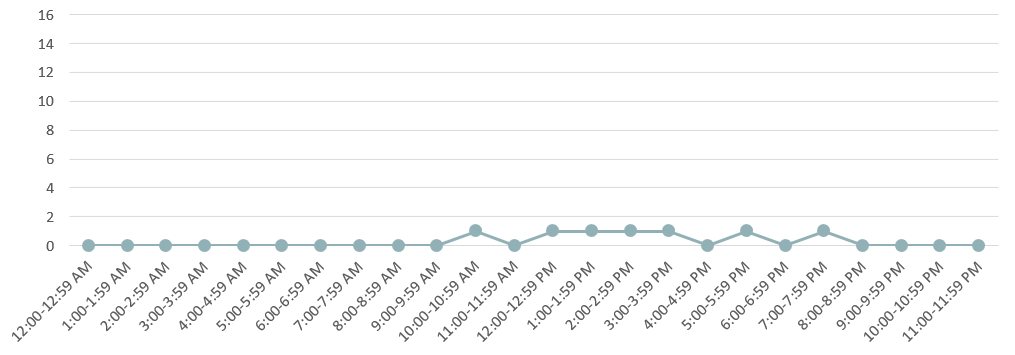 16
14
12
10
8
6
4
2
0
12:00-12:59 AM
1:00-1:59 AM
2:00-2:59 AM
3:00-3:59 AM
4:00-4:59 AM
5:00-5:59 AM
6:00-6:59 AM
7:00-7:59 AM
8:00-8:59 AM
9:00-9:59 AM
10:00-10:59 AM
11:00-11:59 AM
12:00-12:59 PM
1:00-1:59 PM
2:00-2:59 PM
3:00-3:59 PM
4:00-4:59 PM
5:00-5:59 PM
6:00-6:59 PM
7:00-7:59 PM
8:00-8:59 PM
9:00-9:59 PM
10:00-10:59 PM
11:00-11:59 PM